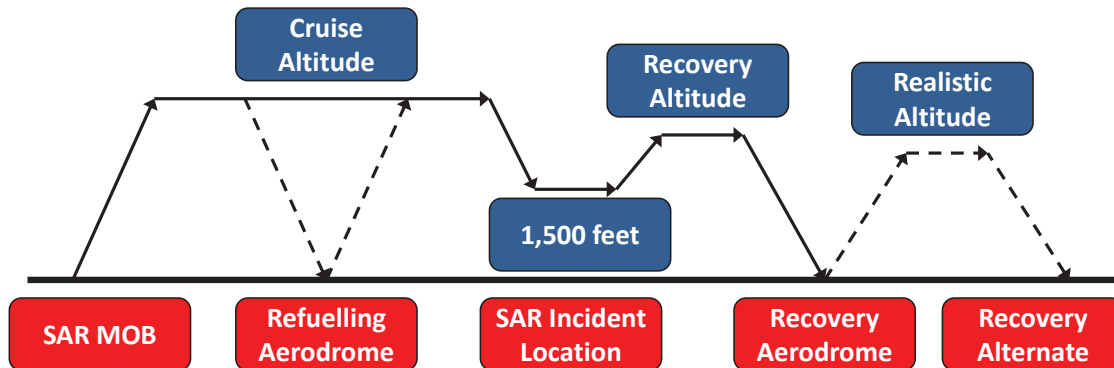 Cruise
Altitude
Recovery
Altitude
Realistic
Altitude
1,500 feet
SAR MOB
Refuelling
Aerodrome
SAR Incident
Location
Recovery
Aerodrome
Recovery
Alternate